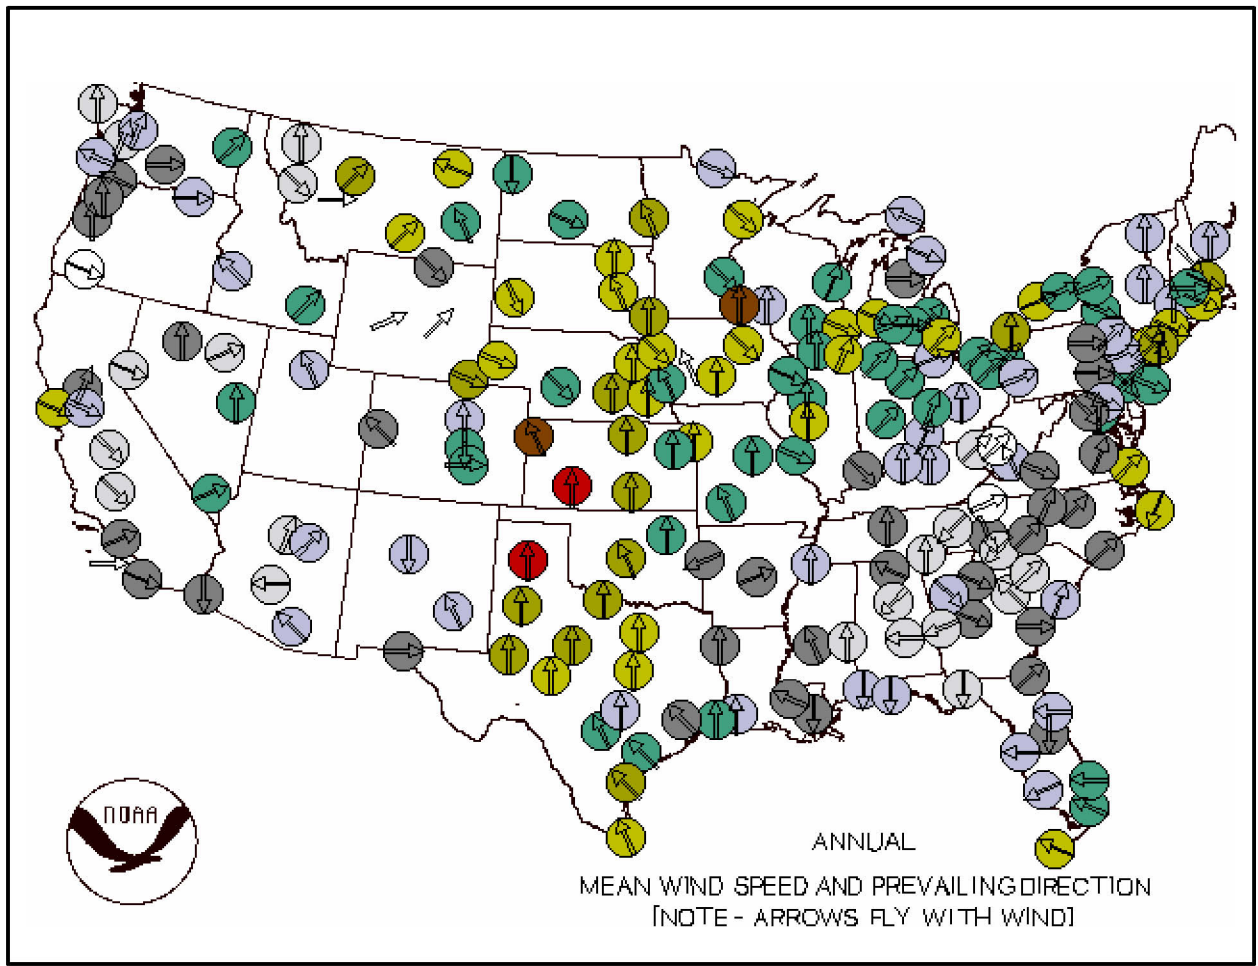 NOAA
ANNUAL
MEAN WIND SPEED AND PREVAILING DIRECTION
[NOTE - ARROWS FLY WITH WIND]